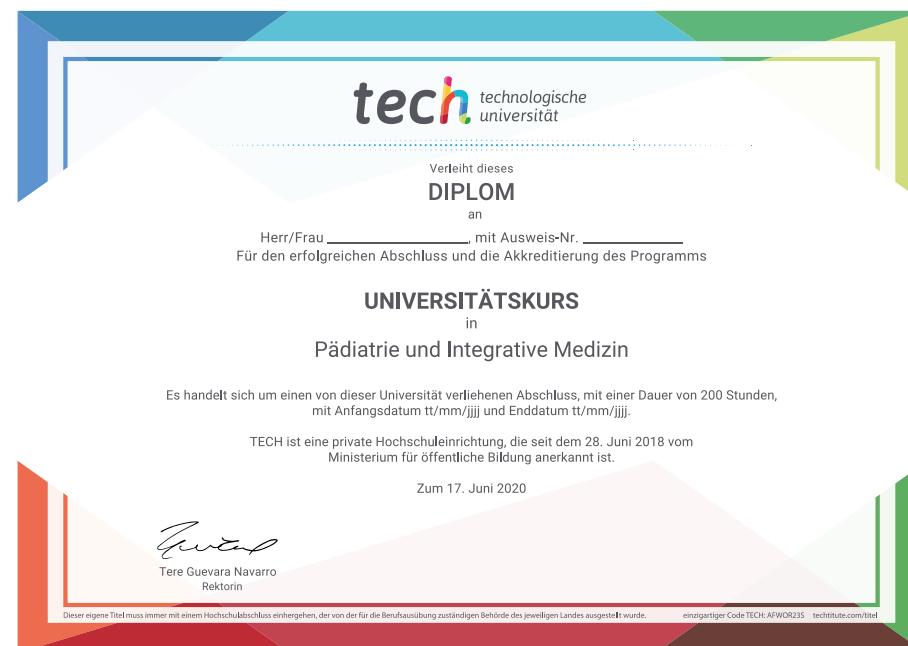 tech technologische
universität
Verleiht dieses
DIPLOM
an
Herr/Frau ____________________, mit Ausweis-Nr. ______________
Für den erfolgreichen Abschluss und die Akkreditierung des Programms
UNIVERSITÄTSKURS
in
Pädiatrie und Integrative Medizin
Es handelt sich um einen von dieser Universität verliehenen Abschluss, mit einer Dauer von 200 Stunden,
mit Anfangsdatum tt/mm/jjjj und Enddatum tt/mm/jjjj.
TECH ist eine private Hochschuleinrichtung, die seit dem 28. Juni 2018 vom
Ministerium für öffentliche Bildung anerkannt ist.
Zum 17. Juni 2020
Tere Guevara Navarro
Rektorin
Dieser eigene Titel muss immer mit einem Hochschulabschluss einhergehen, der von der für die Berufsausübung zuständigen Behörde des jeweiligen Landes ausgestellt wurde. einzigartiger Code TECH: AFWOR23S techtitute.com/titel